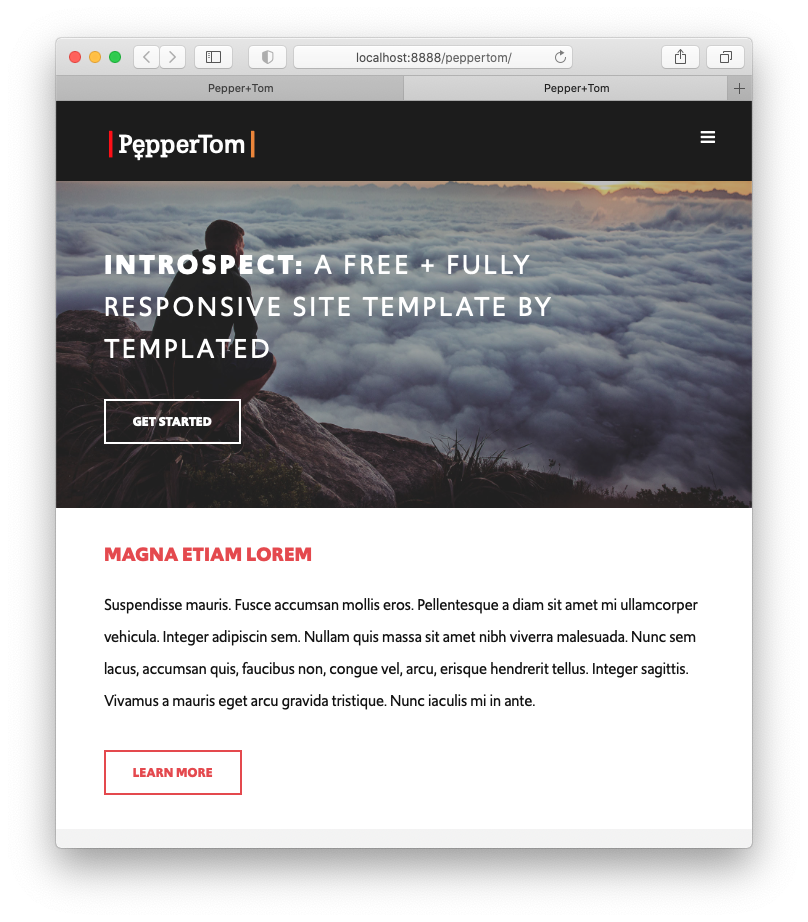 localhost:8888/peppertom/
Pepper+Tom
Pepper+Tom
PepperTom
INTROSPECT: A FREE + FULLY
RESPONSIVE SITE TEMPLATE BY
TEMPLATED
GET STARTED
MAGNA ETIAM LOREM
Suspendisse mauris. Fusce accumsan mollis eros. Pellentesque a diam sit amet mi ullamcorper
vehicula. Integer adipiscin sem. Nullam quis massa sit amet nibh viverra malesuada. Nunc sem
lacus, accumsan quis, faucibus non, congue vel, arcu, erisque hendrerit tellus. Integer sagittis.
Vivamus a mauris eget arcu gravida tristique. Nunc iaculis mi in ante.
LEARN MORE